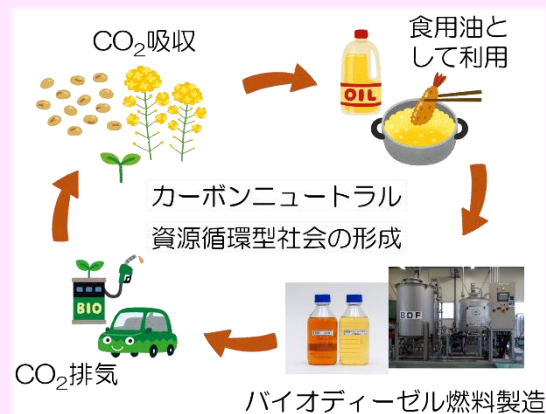 CO₂吸収
食用油と
して利用
OIL
カーボンニュートラル
資源循環型社会の形成
BIO
CO₂排気
BDF
バイオディーゼル燃料製造